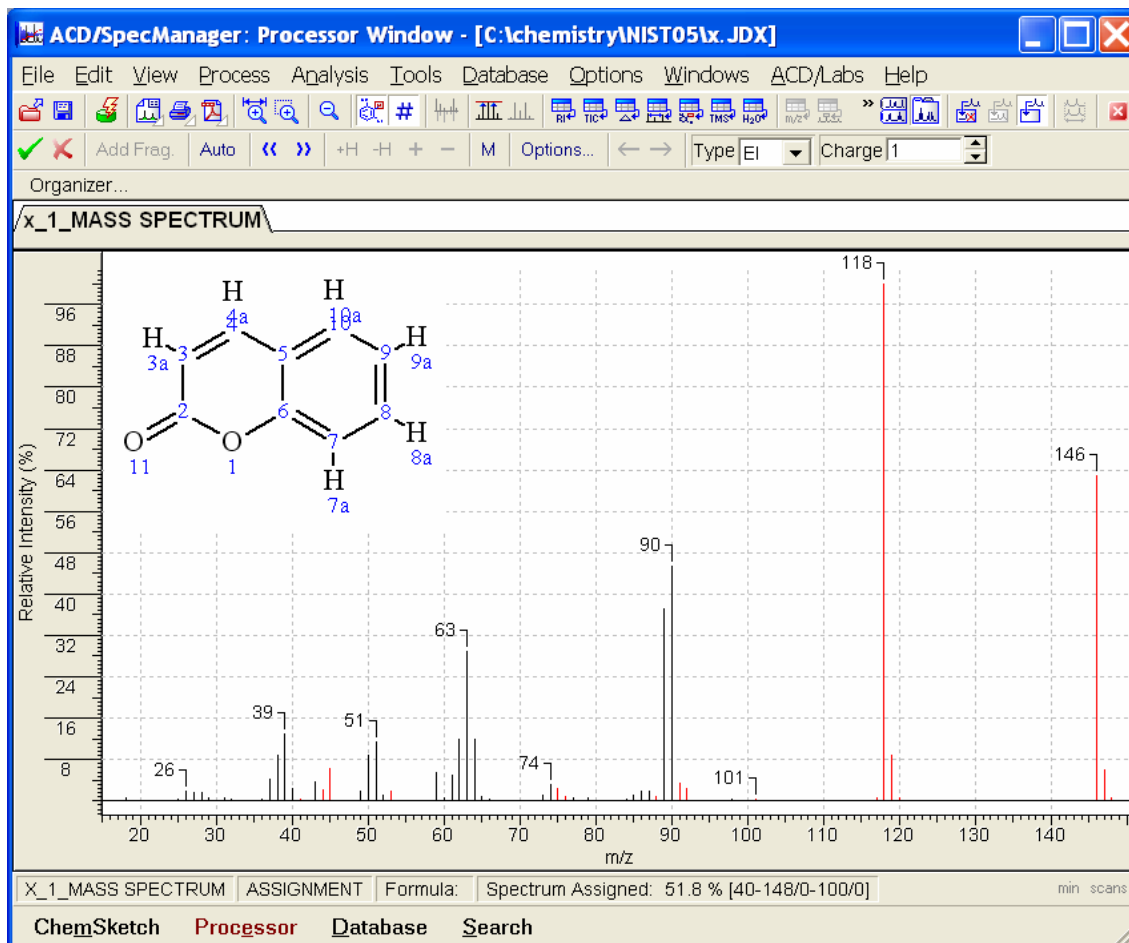 ACD/SpecManager: Processor Window - [C:\chemistry\NIST05\x.JDX]
File Edit View Process Analysis Tools Database Options Windows ACD/Labs Help
RI TIC TMS H₂O m/z
Add Frag. Auto +H -H + − M Options... Type EI Charge 1
Organizer...
x_1_MASS SPECTRUM
Relative Intensity (%)
96
88
80
72
64
56
48
40
32
24
16
8
H H
4a 10a
4 10
H 3 5 9 H
3a 9a
2 6 8
O O 7 H
11 1 8a
H
7a
118
146
90
63
39
51
26
74
101
20 30 40 50 60 70 80 90 100 110 120 130 140
m/z
X_1_MASS SPECTRUM ASSIGNMENT Formula: Spectrum Assigned: 51.8 % [40-148/0-100/0] min scans
ChemSketch Processor Database Search